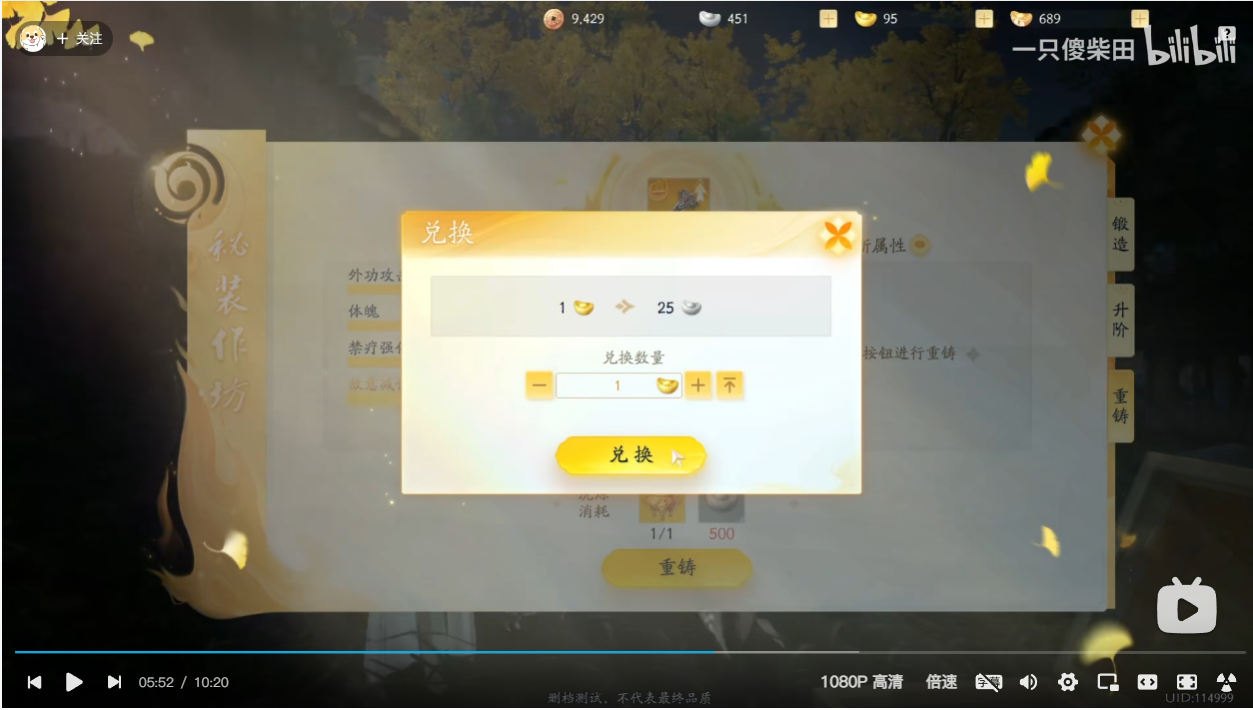 9,429
451
95
689
+ 关注
一只傻柴田
bilibili
秘装作坊
兑换
外功攻
体魄
禁疗强
属性
按钮进行重铸
锻造
升阶
重铸
1
25
兑换数量
1
兑换
消耗
1/1
500
重铸
05:52 / 10:20
1080P 高清
倍速
字幕
删档测试，不代表最终品质
UID:114999